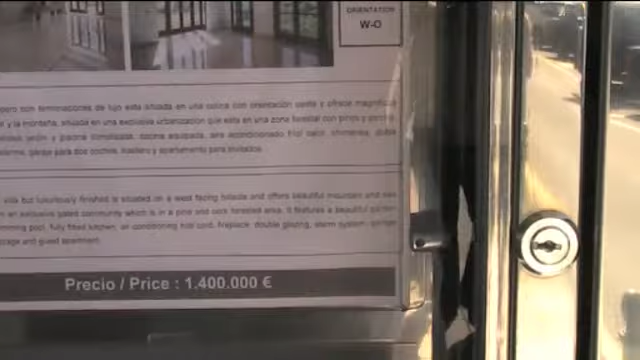 ORIENTATION
W-O
pero con terminaciones de lujo esta situada en una colina con orientación oeste y ofrece magníficas
y la montaña, situada en una exclusiva urbanización que esta en una zona forestal con pinos y
jardín y piscina climatizada, cocina equipada, aire acondicionado frio/ calor, chimenea, doble
alarma, garaje para dos coches, trastero y apartamento para invitados.
villa but luxuriously finished is situated on a west facing hillside and offers beautiful mountain and sea
in an exclusive gated community which is in a pine and cork forested area. It features a beautiful garden
swimming pool, fully fitted kitchen, air conditioning hot/ cold, fireplace, double glazing, alarm system, garage
storage and guest apartment.
Precio / Price : 1.400.000 €